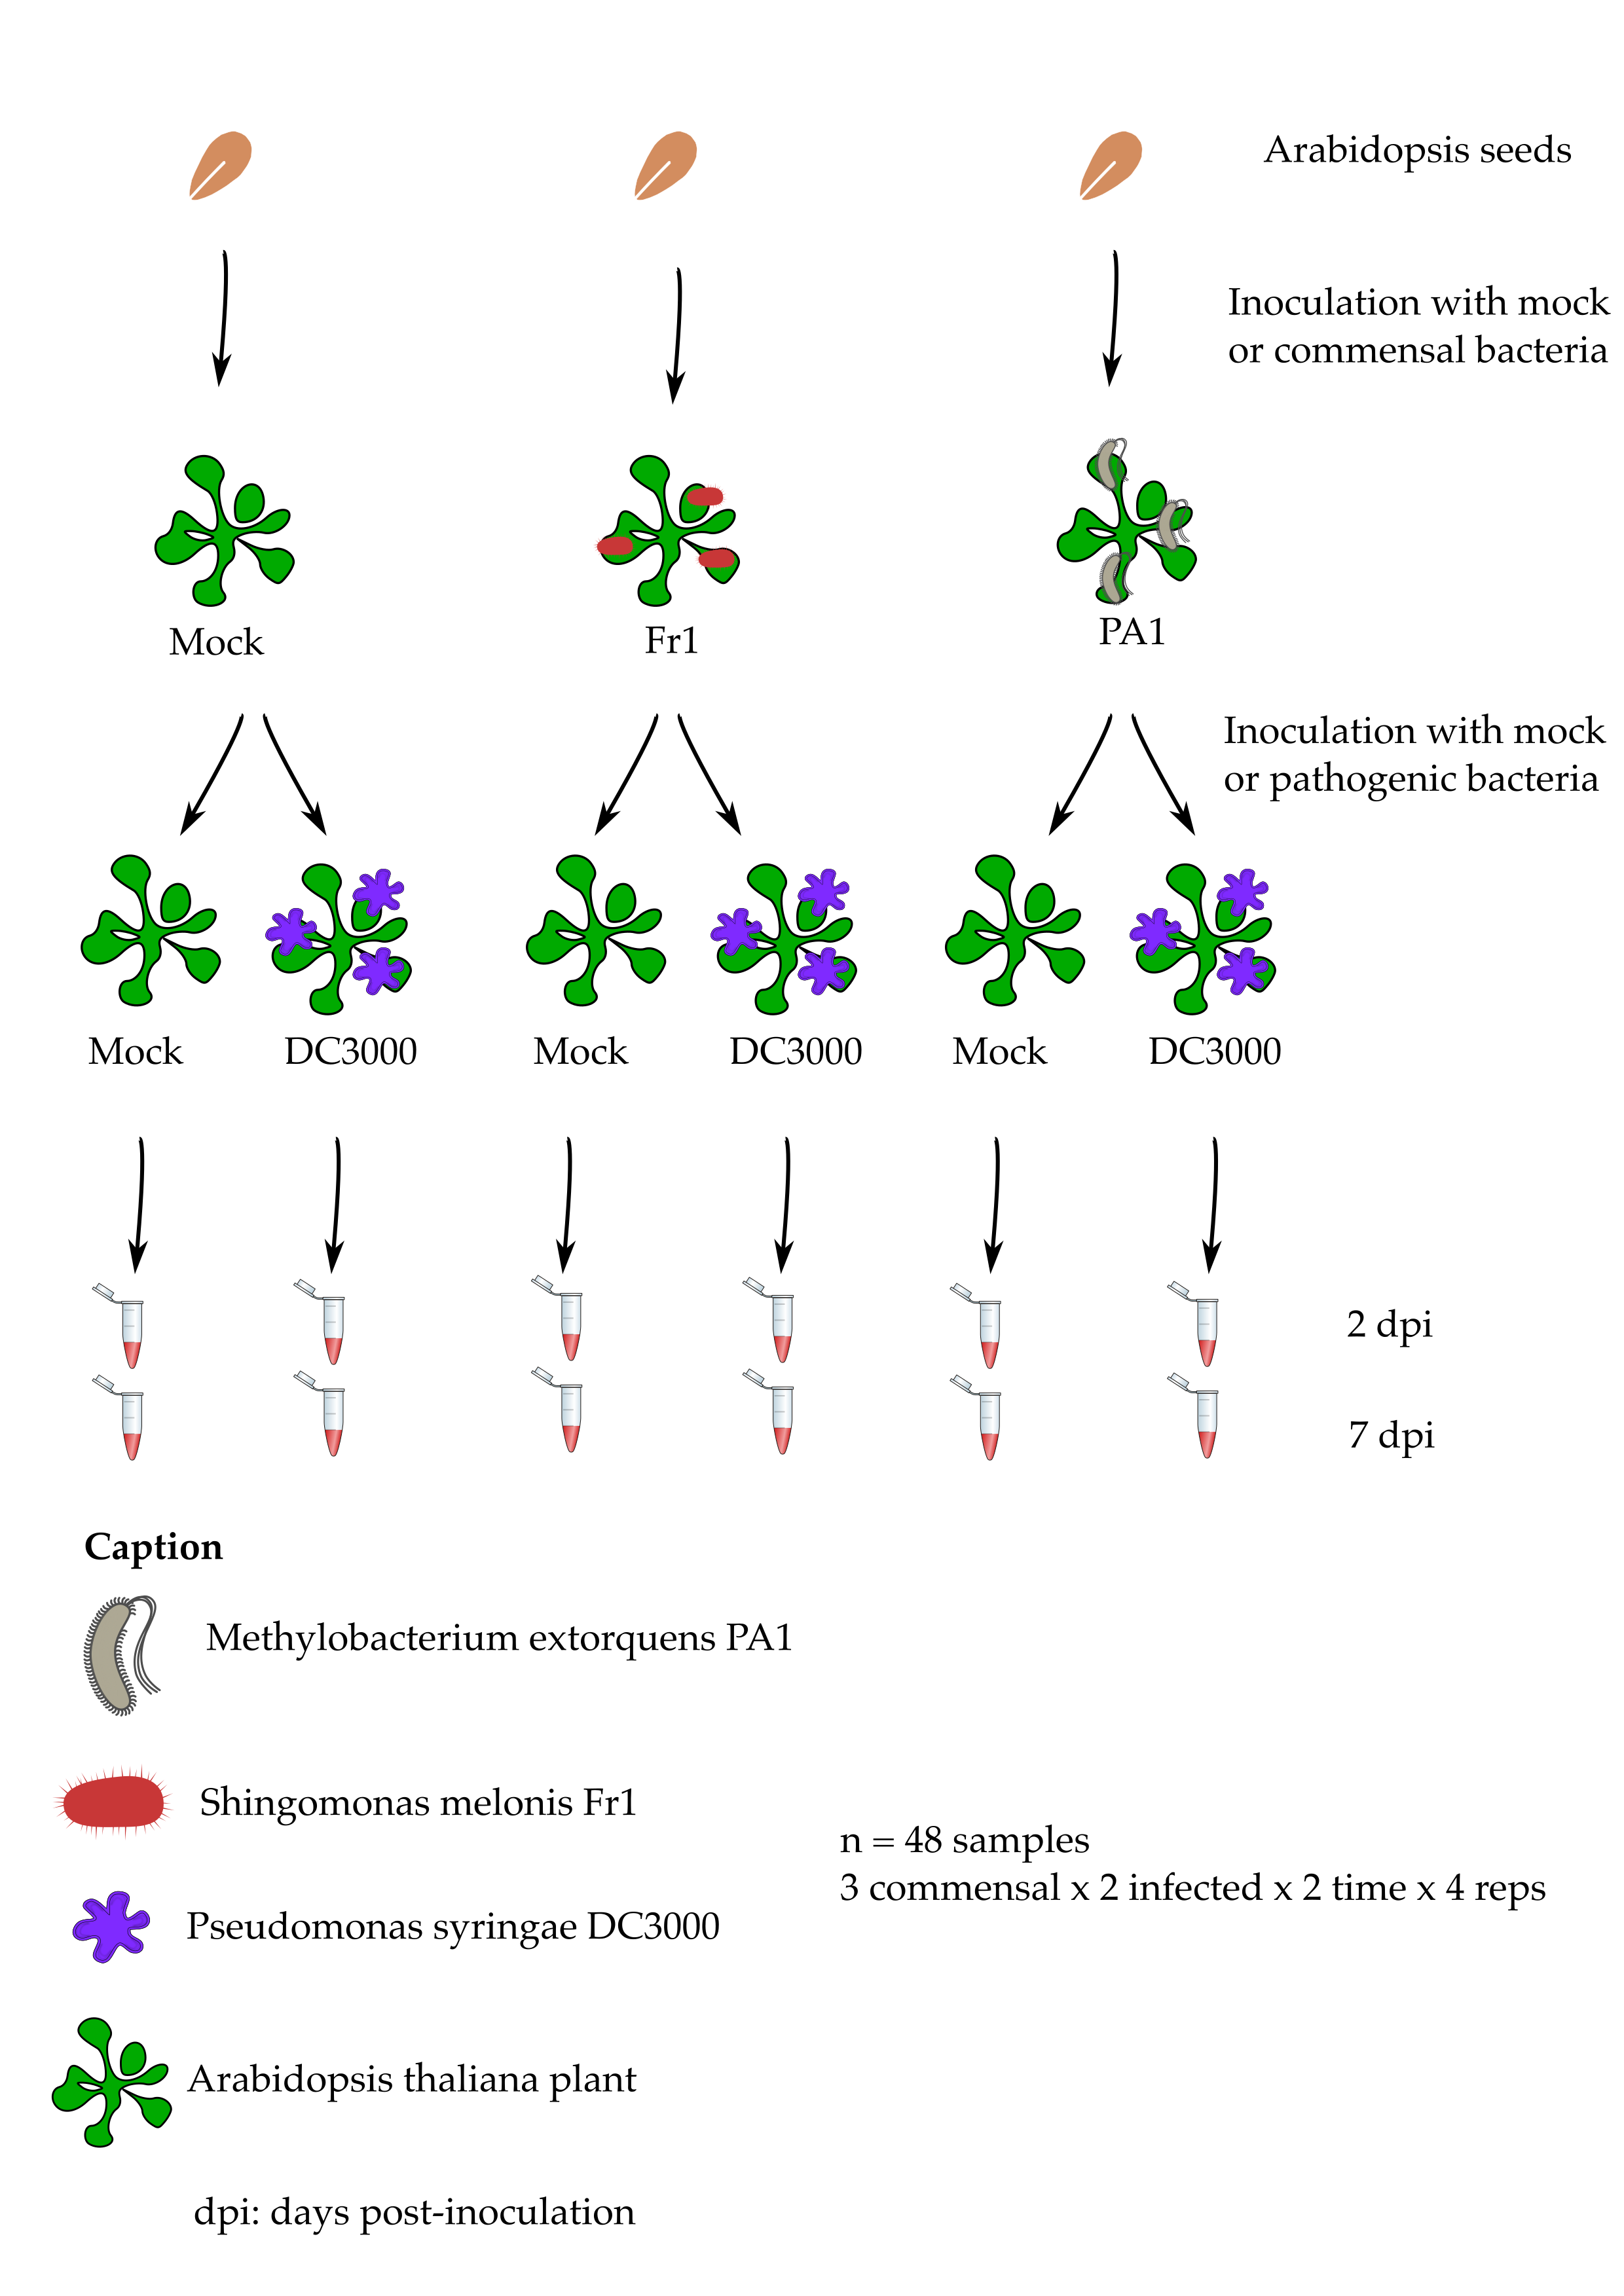 Arabidopsis seeds
Inoculation with mock
or commensal bacteria
Mock
Fr1
PA1
Inoculation with mock
or pathogenic bacteria
Mock
DC3000
Mock
DC3000
Mock
DC3000
2 dpi
7 dpi
Caption
Methylobacterium extorquens PA1
Shingomonas melonis Fr1
n = 48 samples
3 commensal x 2 infected x 2 time x 4 reps
Pseudomonas syringae DC3000
Arabidopsis thaliana plant
dpi: days post-inoculation